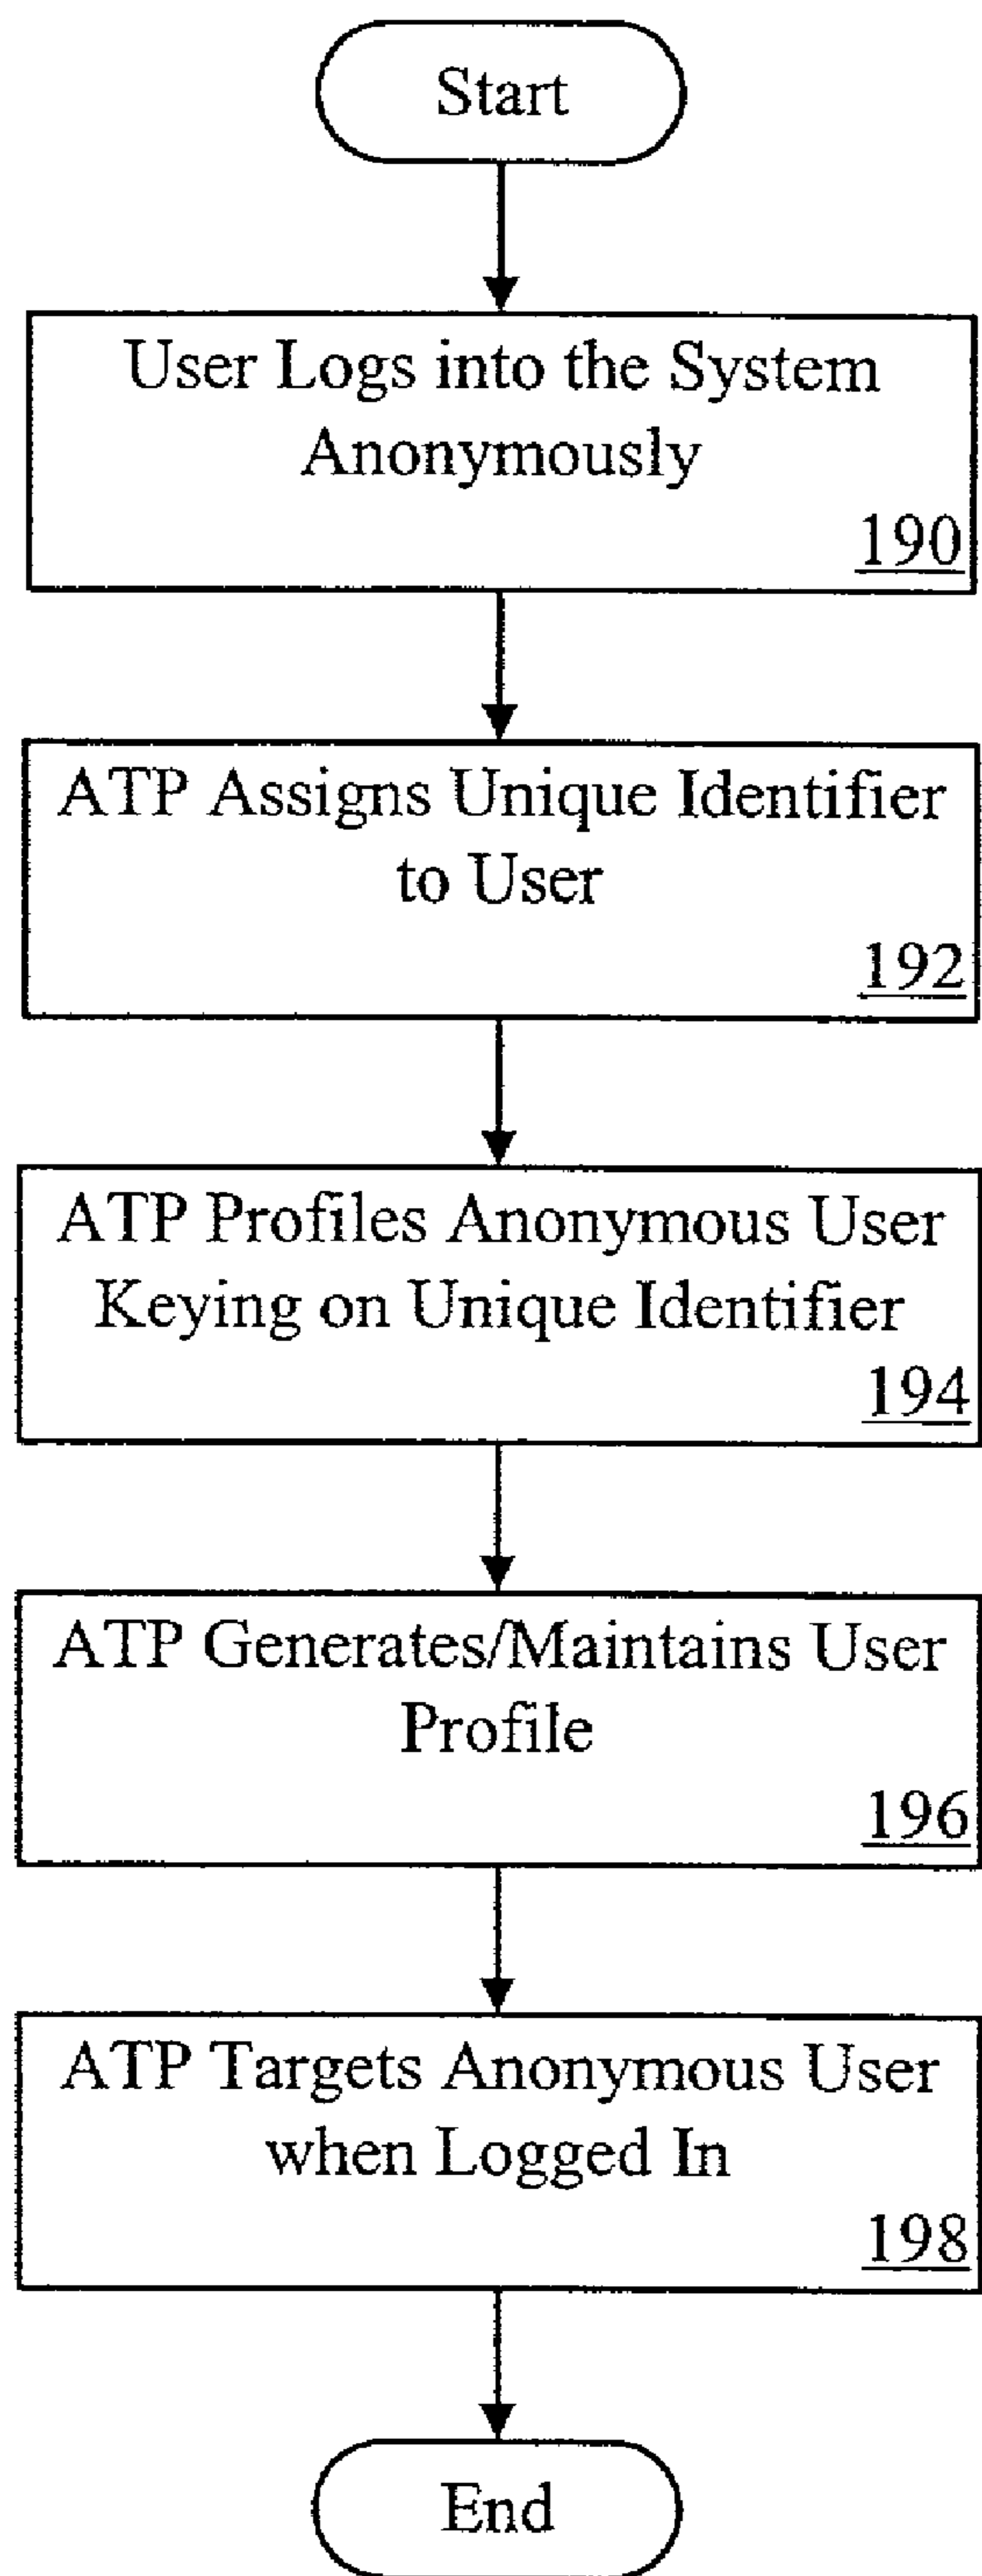 Start
User Logs into the System
Anonymously
190
ATP Assigns Unique Identifier
to User
192
ATP Profiles Anonymous User
Keying on Unique Identifier
194
ATP Generates/Maintains User
Profile
196
ATP Targets Anonymous User
when Logged In
198
End